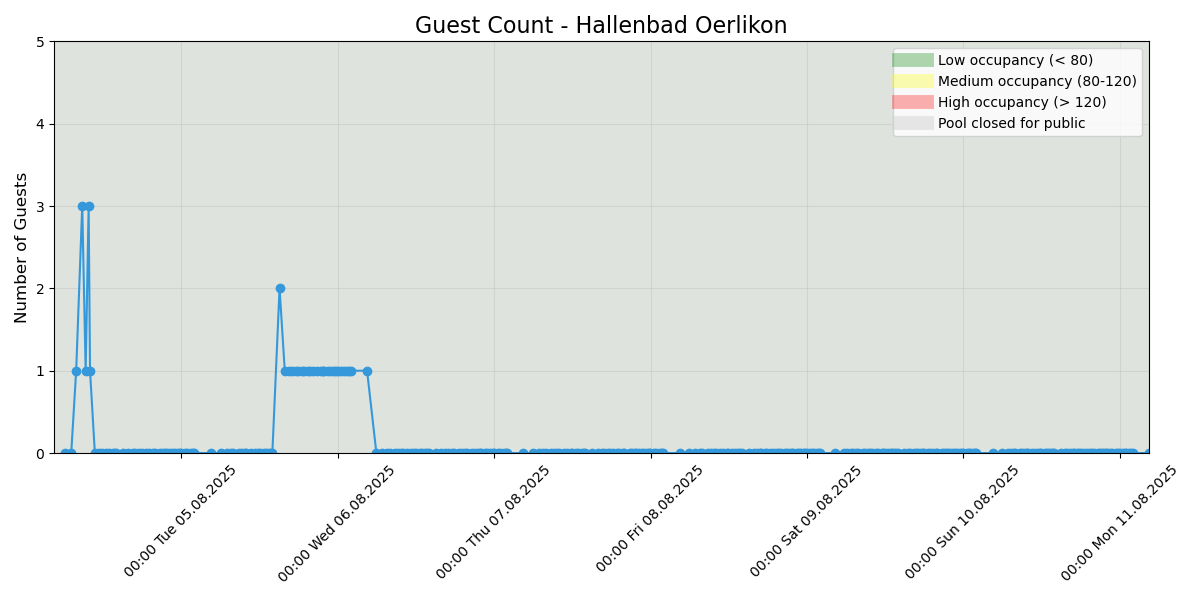 Guest Count - Hallenbad Oerlikon
Number of Guests
5
4
3
2
1
0
Low occupancy (< 80)
Medium occupancy (80-120)
High occupancy (> 120)
Pool closed for public
00:00 Tue 05.08.2025
00:00 Wed 06.08.2025
00:00 Thu 07.08.2025
00:00 Fri 08.08.2025
00:00 Sat 09.08.2025
00:00 Sun 10.08.2025
00:00 Mon 11.08.2025